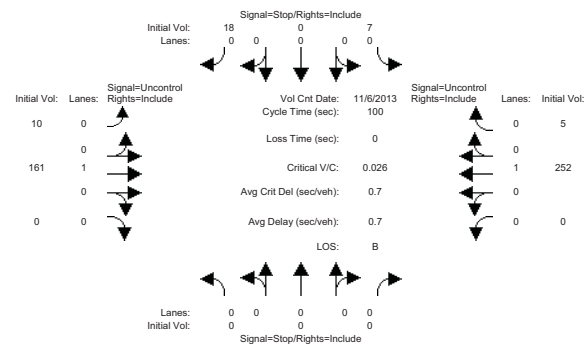 Signal=Stop/Rights=Include
Initial Vol: 18 0 7
Lanes: 0 0 0 0 0
Signal=Uncontrol Signal=Uncontrol
Initial Vol: Lanes: Rights=Include Vol Cnt Date: 11/6/2013 Rights=Include Lanes: Initial Vol:
Cycle Time (sec): 100
10 0 0 5
Loss Time (sec): 0
0 0
161 1 Critical V/C: 0.026 1 252
0 Avg Crit Del (sec/veh): 0.7 0
0 0 Avg Delay (sec/veh): 0.7 0 0
LOS: B
Lanes: 0 0 0 0 0
Initial Vol: 0 0 0
Signal=Stop/Rights=Include